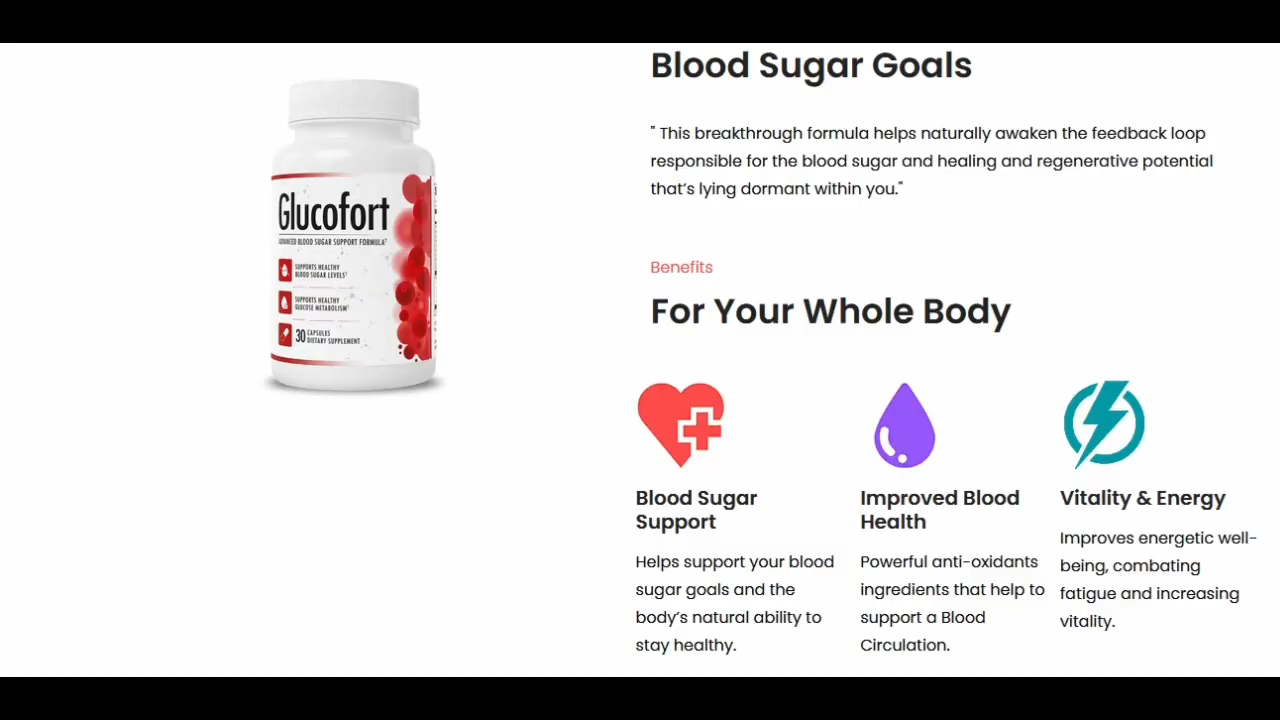 Blood Sugar Goals
" This breakthrough formula helps naturally awaken the feedback loop
responsible for the blood sugar and healing and regenerative potential
that's lying dormant within you."
Benefits
For Your Whole Body
Glucofort
ADVANCED BLOOD SUGAR SUPPORT FORMULA†
SUPPORTS HEALTHY
BLOOD SUGAR LEVELS†
SUPPORTS HEALTHY
GLUCOSE METABOLISM†
30 CAPSULES
DIETARY SUPPLEMENT
Blood Sugar
Support
Helps support your blood
sugar goals and the
body's natural ability to
stay healthy.
Improved Blood
Health
Powerful anti-oxidants
ingredients that help to
support a Blood
Circulation.
Vitality & Energy
Improves energetic well-
being, combating
fatigue and increasing
vitality.